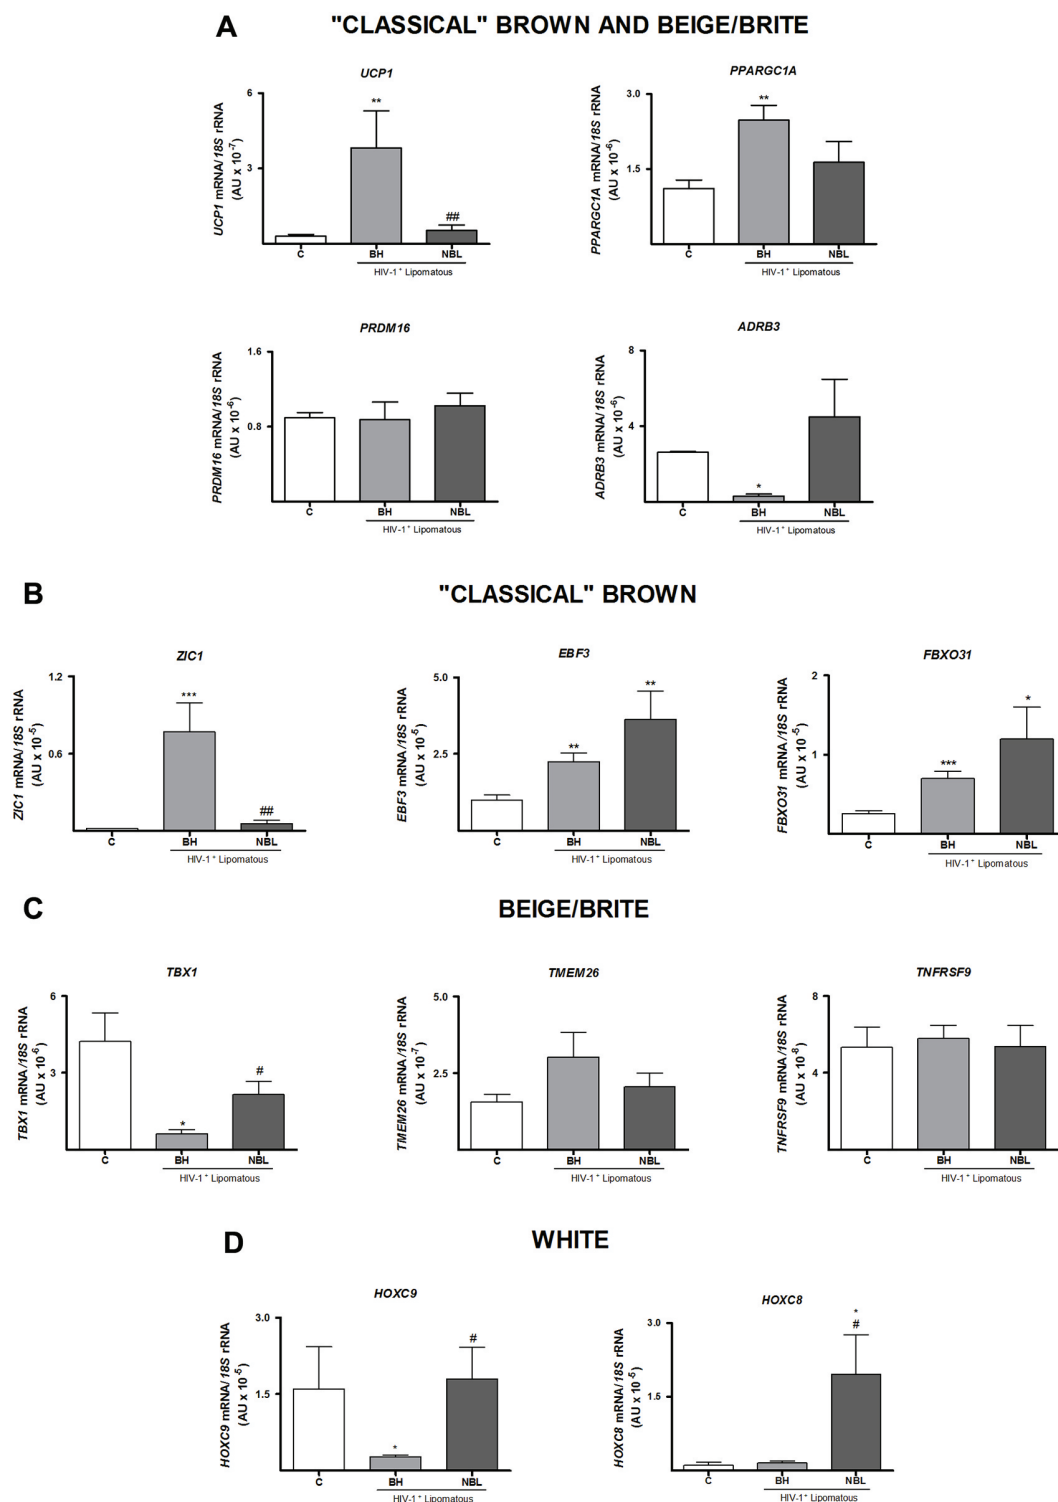 A "CLASSICAL" BROWN AND BEIGE/BRITE
UCP1
UCP1 mRNA/18S rRNA
(AU x 10-7)
6
3
**
##
C BH NBL
HIV-1+ Lipomatous
PPARGC1A
PPARGC1A mRNA/18S rRNA
(AU x 10-6)
3.0
1.5
**
C BH NBL
HIV-1+ Lipomatous
PRDM16
PRDM16 mRNA/18S rRNA
(AU x 10-6)
1.6
0.8
C BH NBL
HIV-1+ Lipomatous
ADRB3
ADRB3 mRNA/18S rRNA
(AU x 10-6)
8
4
*
C BH NBL
HIV-1+ Lipomatous
B "CLASSICAL" BROWN
ZIC1
ZIC1 mRNA/18S rRNA
(AU x 10-5)
1.2
0.6
***
##
C BH NBL
HIV-1+ Lipomatous
EBF3
EBF3 mRNA/18S rRNA
(AU x 10-5)
5.0
2.5
**
**
C BH NBL
HIV-1+ Lipomatous
FBXO31
FBXO31 mRNA/18S rRNA
(AU x 10-5)
2
1
***
*
C BH NBL
HIV-1+ Lipomatous
C BEIGE/BRITE
TBX1
TBX1 mRNA/18S rRNA
(AU x 10-6)
6
3
*
#
C BH NBL
HIV-1+ Lipomatous
TMEM26
TMEM26 mRNA/18S rRNA
(AU x 10-7)
5.0
2.5
C BH NBL
HIV-1+ Lipomatous
TNFRSF9
TNFRSF9 mRNA/18S rRNA
(AU x 10-8)
8
4
C BH NBL
HIV-1+ Lipomatous
D WHITE
HOXC9
HOXC9 mRNA/18S rRNA
(AU x 10-5)
3.0
1.5
*
#
C BH NBL
HIV-1+ Lipomatous
HOXC8
HOXC8 mRNA/18S rRNA
(AU x 10-5)
3.0
1.5
*
#
C BH NBL
HIV-1+ Lipomatous